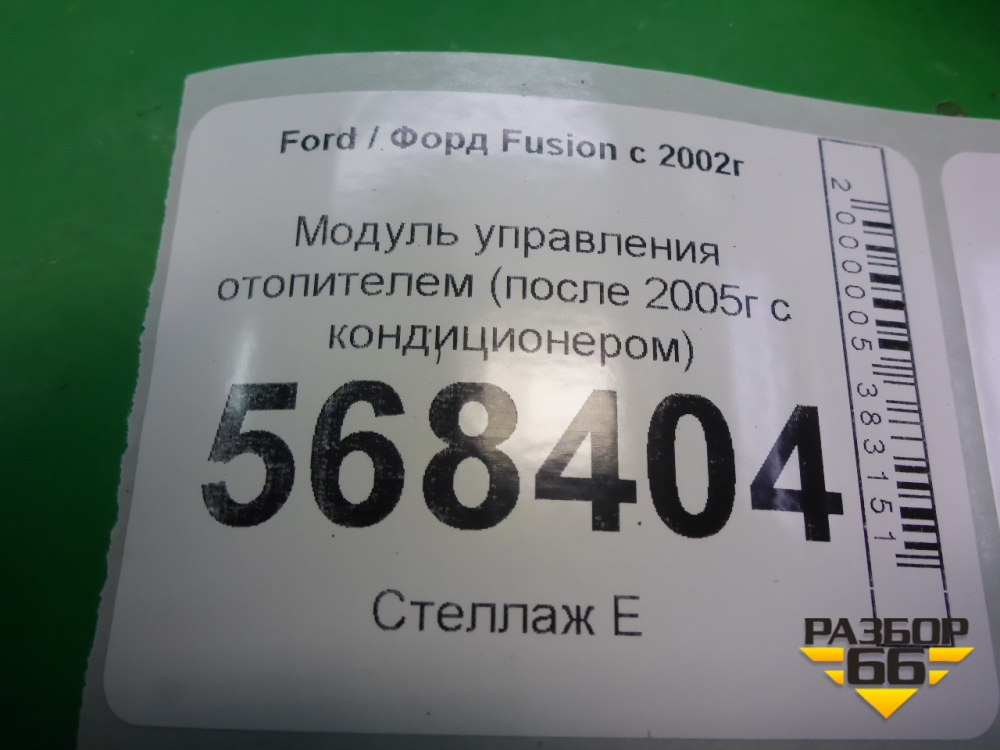 Ford / Форд Fusion с 2002г
Модуль управления
отопителем (после 2005г с
кондиционером)
568404
Стеллаж Е
2000005383151
РАЗБОР
66